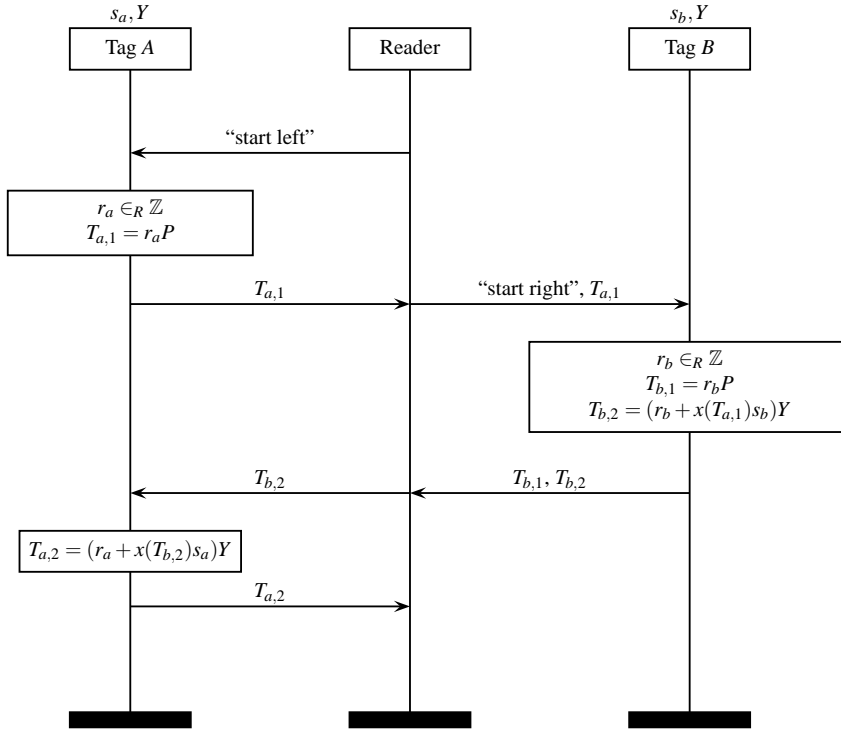 s_a, Y
s_b, Y
Tag A
Reader
Tag B
“start left”
r_a ∈_R ℤ
T_{a,1} = r_a P
T_{a,1}
“start right”, T_{a,1}
r_b ∈_R ℤ
T_{b,1} = r_b P
T_{b,2} = (r_b + x(T_{a,1})s_b)Y
T_{b,2}
T_{b,1}, T_{b,2}
T_{a,2} = (r_a + x(T_{b,2})s_a)Y
T_{a,2}